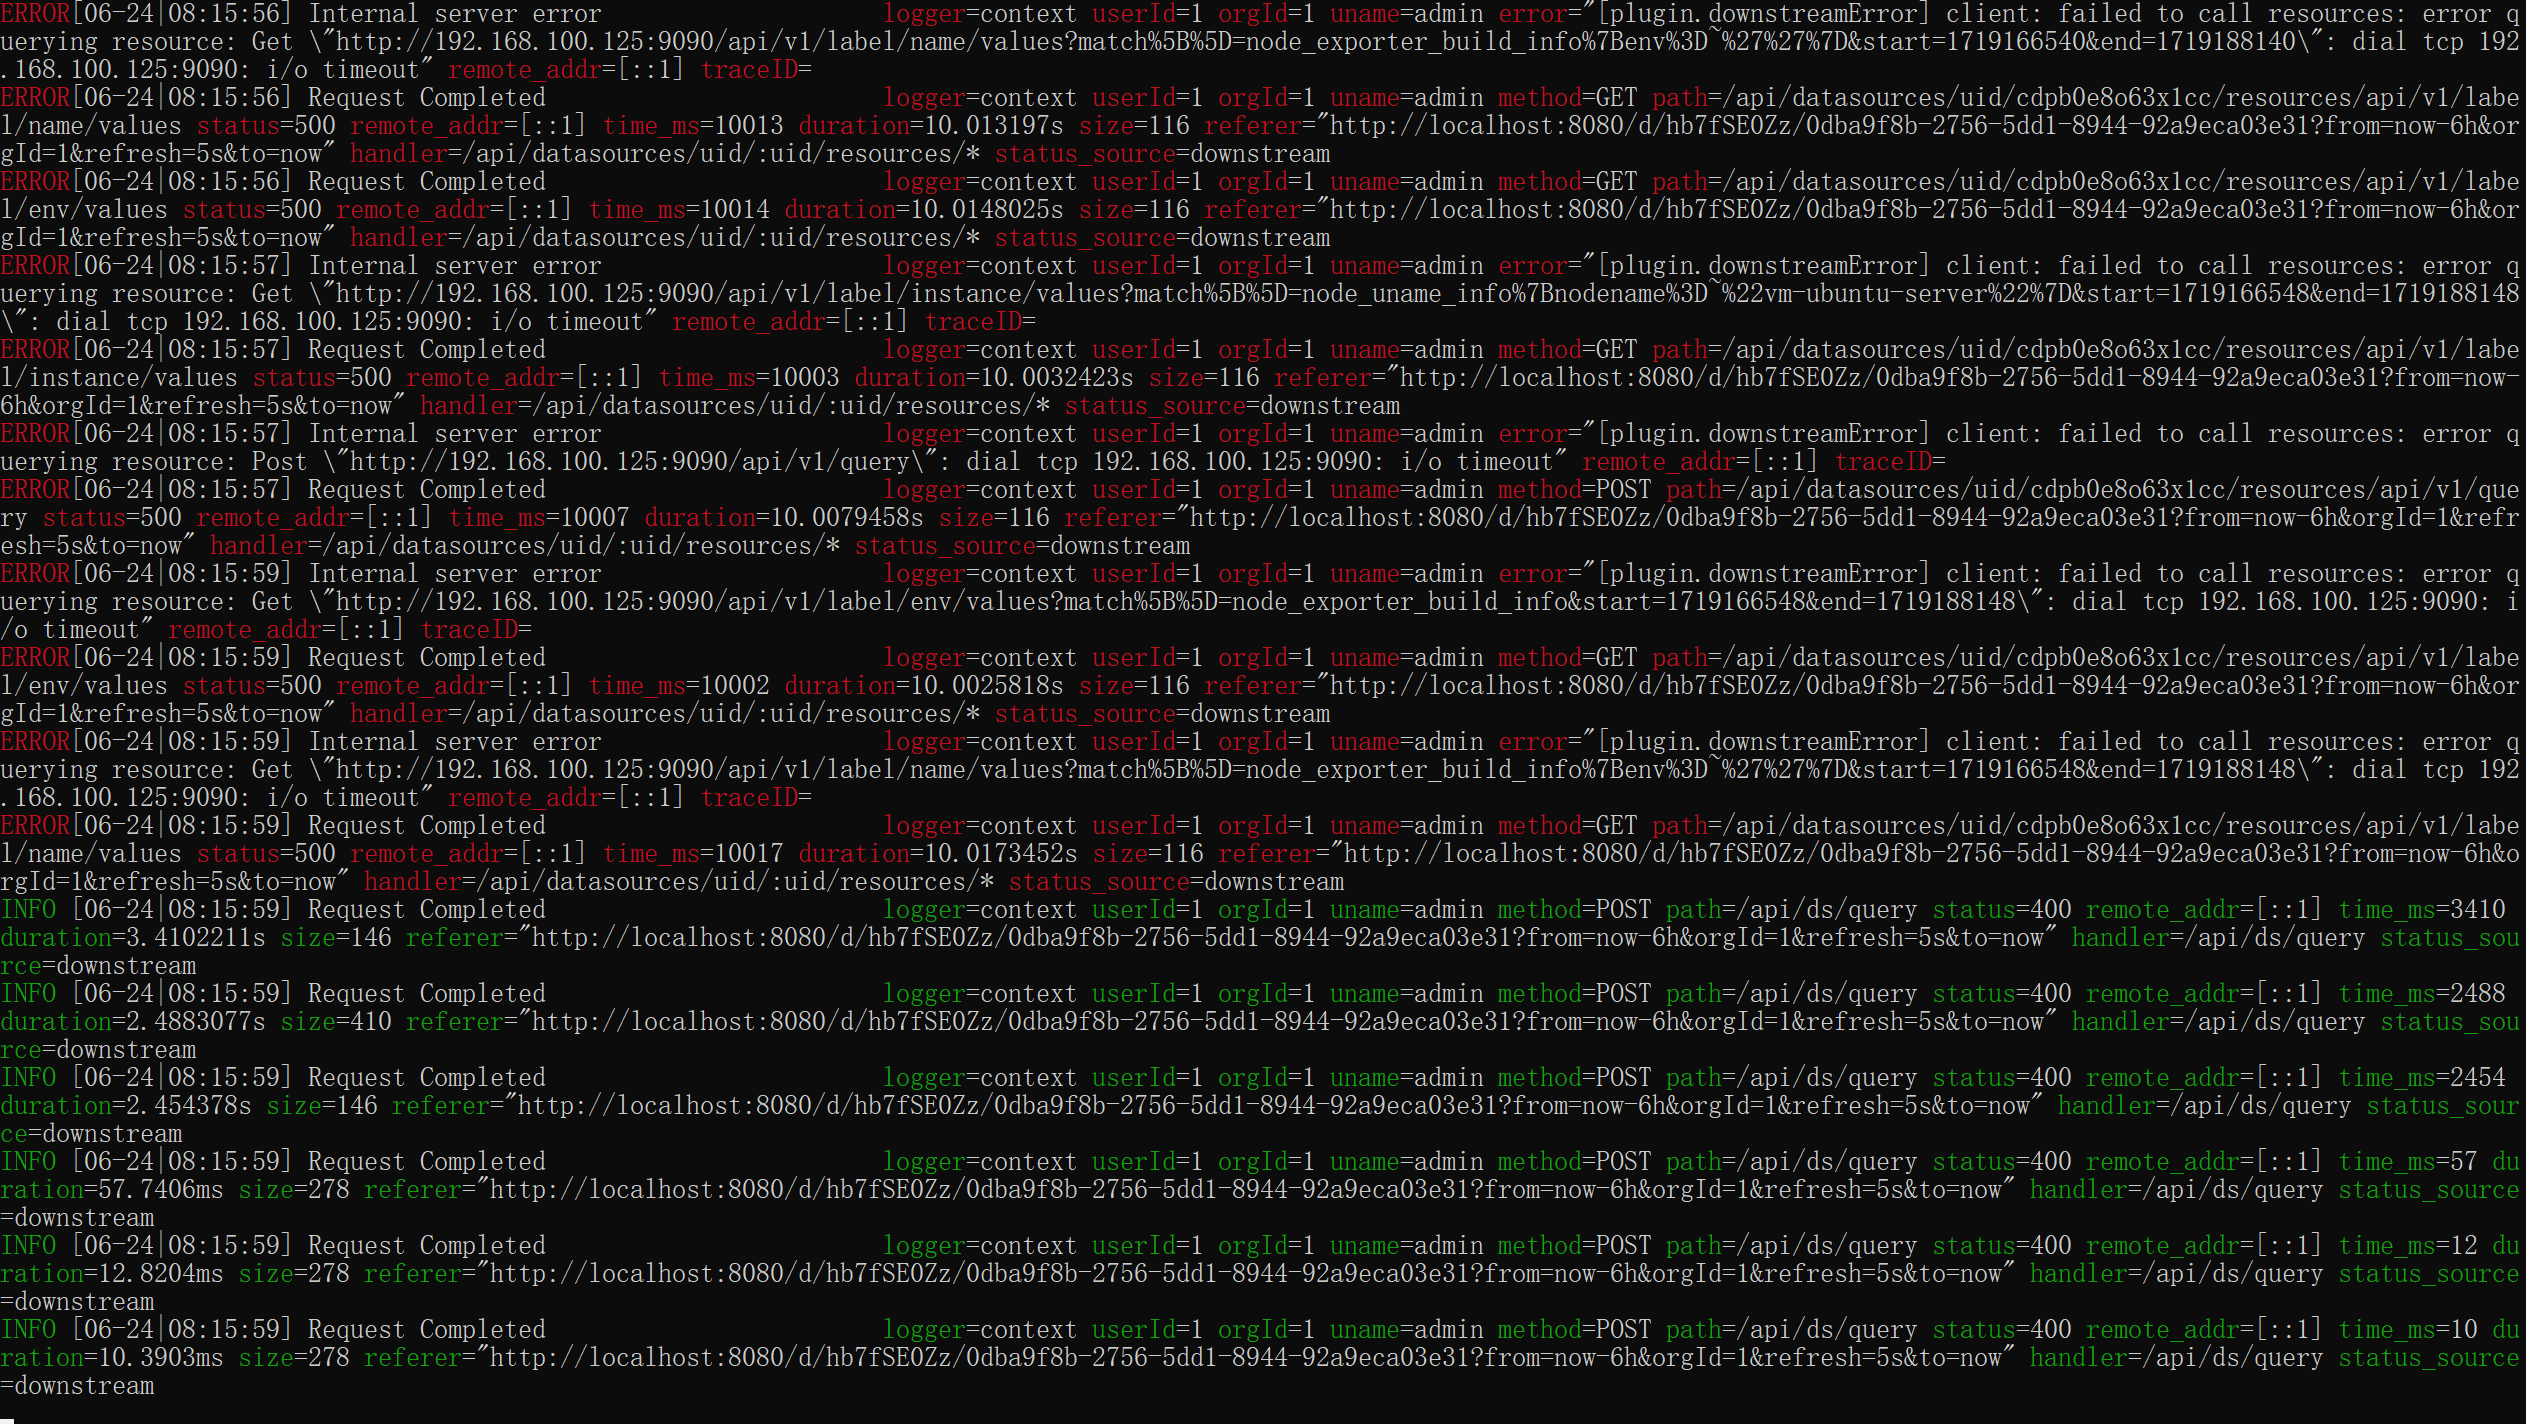 ERROR[06-24|08:15:56] Internal server error                    logger=context userId=1 orgId=1 uname=admin error="[plugin.downstreamError] client: failed to call resources: error q
uerying resource: Get \"http://192.168.100.125:9090/api/v1/label/name/values?match%5B%5D=node_exporter_build_info%7Benv%3D~%27%27%7D&start=1719166540&end=1719188140\": dial tcp 192
.168.100.125:9090: i/o timeout" remote_addr=[::1] traceID=
ERROR[06-24|08:15:56] Request Completed                        logger=context userId=1 orgId=1 uname=admin method=GET path=/api/datasources/uid/cdpb0e8o63x1cc/resources/api/v1/labe
l/name/values status=500 remote_addr=[::1] time_ms=10013 duration=10.013197s size=116 referer="http://localhost:8080/d/hb7fSE0Zz/0dba9f8b-2756-5dd1-8944-92a9eca03e31?from=now-6h&or
gId=1&refresh=5s&to=now" handler=/api/datasources/uid/:uid/resources/* status_source=downstream
ERROR[06-24|08:15:56] Request Completed                        logger=context userId=1 orgId=1 uname=admin method=GET path=/api/datasources/uid/cdpb0e8o63x1cc/resources/api/v1/labe
l/env/values status=500 remote_addr=[::1] time_ms=10014 duration=10.0148025s size=116 referer="http://localhost:8080/d/hb7fSE0Zz/0dba9f8b-2756-5dd1-8944-92a9eca03e31?from=now-6h&or
gId=1&refresh=5s&to=now" handler=/api/datasources/uid/:uid/resources/* status_source=downstream
ERROR[06-24|08:15:57] Internal server error                    logger=context userId=1 orgId=1 uname=admin error="[plugin.downstreamError] client: failed to call resources: error q
uerying resource: Get \"http://192.168.100.125:9090/api/v1/label/instance/values?match%5B%5D=node_uname_info%7Bnodename%3D~%22vm-ubuntu-server%22%7D&start=1719166548&end=1719188148
\": dial tcp 192.168.100.125:9090: i/o timeout" remote_addr=[::1] traceID=
ERROR[06-24|08:15:57] Request Completed                        logger=context userId=1 orgId=1 uname=admin method=GET path=/api/datasources/uid/cdpb0e8o63x1cc/resources/api/v1/labe
l/instance/values status=500 remote_addr=[::1] time_ms=10003 duration=10.0032423s size=116 referer="http://localhost:8080/d/hb7fSE0Zz/0dba9f8b-2756-5dd1-8944-92a9eca03e31?from=now-
6h&orgId=1&refresh=5s&to=now" handler=/api/datasources/uid/:uid/resources/* status_source=downstream
ERROR[06-24|08:15:57] Internal server error                    logger=context userId=1 orgId=1 uname=admin error="[plugin.downstreamError] client: failed to call resources: error q
uerying resource: Post \"http://192.168.100.125:9090/api/v1/query\": dial tcp 192.168.100.125:9090: i/o timeout" remote_addr=[::1] traceID=
ERROR[06-24|08:15:57] Request Completed                        logger=context userId=1 orgId=1 uname=admin method=POST path=/api/datasources/uid/cdpb0e8o63x1cc/resources/api/v1/que
ry status=500 remote_addr=[::1] time_ms=10007 duration=10.0079458s size=116 referer="http://localhost:8080/d/hb7fSE0Zz/0dba9f8b-2756-5dd1-8944-92a9eca03e31?from=now-6h&orgId=1&refr
esh=5s&to=now" handler=/api/datasources/uid/:uid/resources/* status_source=downstream
ERROR[06-24|08:15:59] Internal server error                    logger=context userId=1 orgId=1 uname=admin error="[plugin.downstreamError] client: failed to call resources: error q
uerying resource: Get \"http://192.168.100.125:9090/api/v1/label/env/values?match%5B%5D=node_exporter_build_info&start=1719166548&end=1719188148\": dial tcp 192.168.100.125:9090: i
/o timeout" remote_addr=[::1] traceID=
ERROR[06-24|08:15:59] Request Completed                        logger=context userId=1 orgId=1 uname=admin method=GET path=/api/datasources/uid/cdpb0e8o63x1cc/resources/api/v1/labe
l/env/values status=500 remote_addr=[::1] time_ms=10002 duration=10.0025818s size=116 referer="http://localhost:8080/d/hb7fSE0Zz/0dba9f8b-2756-5dd1-8944-92a9eca03e31?from=now-6h&or
gId=1&refresh=5s&to=now" handler=/api/datasources/uid/:uid/resources/* status_source=downstream
ERROR[06-24|08:15:59] Internal server error                    logger=context userId=1 orgId=1 uname=admin error="[plugin.downstreamError] client: failed to call resources: error q
uerying resource: Get \"http://192.168.100.125:9090/api/v1/label/name/values?match%5B%5D=node_exporter_build_info%7Benv%3D~%27%27%7D&start=1719166548&end=1719188148\": dial tcp 192
.168.100.125:9090: i/o timeout" remote_addr=[::1] traceID=
ERROR[06-24|08:15:59] Request Completed                        logger=context userId=1 orgId=1 uname=admin method=GET path=/api/datasources/uid/cdpb0e8o63x1cc/resources/api/v1/labe
l/name/values status=500 remote_addr=[::1] time_ms=10017 duration=10.0173452s size=116 referer="http://localhost:8080/d/hb7fSE0Zz/0dba9f8b-2756-5dd1-8944-92a9eca03e31?from=now-6h&o
rgId=1&refresh=5s&to=now" handler=/api/datasources/uid/:uid/resources/* status_source=downstream
INFO [06-24|08:15:59] Request Completed                        logger=context userId=1 orgId=1 uname=admin method=POST path=/api/ds/query status=400 remote_addr=[::1] time_ms=3410
duration=3.4102211s size=146 referer="http://localhost:8080/d/hb7fSE0Zz/0dba9f8b-2756-5dd1-8944-92a9eca03e31?from=now-6h&orgId=1&refresh=5s&to=now" handler=/api/ds/query status_sou
rce=downstream
INFO [06-24|08:15:59] Request Completed                        logger=context userId=1 orgId=1 uname=admin method=POST path=/api/ds/query status=400 remote_addr=[::1] time_ms=2488
duration=2.4883077s size=410 referer="http://localhost:8080/d/hb7fSE0Zz/0dba9f8b-2756-5dd1-8944-92a9eca03e31?from=now-6h&orgId=1&refresh=5s&to=now" handler=/api/ds/query status_sou
rce=downstream
INFO [06-24|08:15:59] Request Completed                        logger=context userId=1 orgId=1 uname=admin method=POST path=/api/ds/query status=400 remote_addr=[::1] time_ms=2454
duration=2.454378s size=146 referer="http://localhost:8080/d/hb7fSE0Zz/0dba9f8b-2756-5dd1-8944-92a9eca03e31?from=now-6h&orgId=1&refresh=5s&to=now" handler=/api/ds/query status_sour
ce=downstream
INFO [06-24|08:15:59] Request Completed                        logger=context userId=1 orgId=1 uname=admin method=POST path=/api/ds/query status=400 remote_addr=[::1] time_ms=57 du
ration=57.7406ms size=278 referer="http://localhost:8080/d/hb7fSE0Zz/0dba9f8b-2756-5dd1-8944-92a9eca03e31?from=now-6h&orgId=1&refresh=5s&to=now" handler=/api/ds/query status_source
=downstream
INFO [06-24|08:15:59] Request Completed                        logger=context userId=1 orgId=1 uname=admin method=POST path=/api/ds/query status=400 remote_addr=[::1] time_ms=12 du
ration=12.8204ms size=278 referer="http://localhost:8080/d/hb7fSE0Zz/0dba9f8b-2756-5dd1-8944-92a9eca03e31?from=now-6h&orgId=1&refresh=5s&to=now" handler=/api/ds/query status_source
=downstream
INFO [06-24|08:15:59] Request Completed                        logger=context userId=1 orgId=1 uname=admin method=POST path=/api/ds/query status=400 remote_addr=[::1] time_ms=10 du
ration=10.3903ms size=278 referer="http://localhost:8080/d/hb7fSE0Zz/0dba9f8b-2756-5dd1-8944-92a9eca03e31?from=now-6h&orgId=1&refresh=5s&to=now" handler=/api/ds/query status_source
=downstream